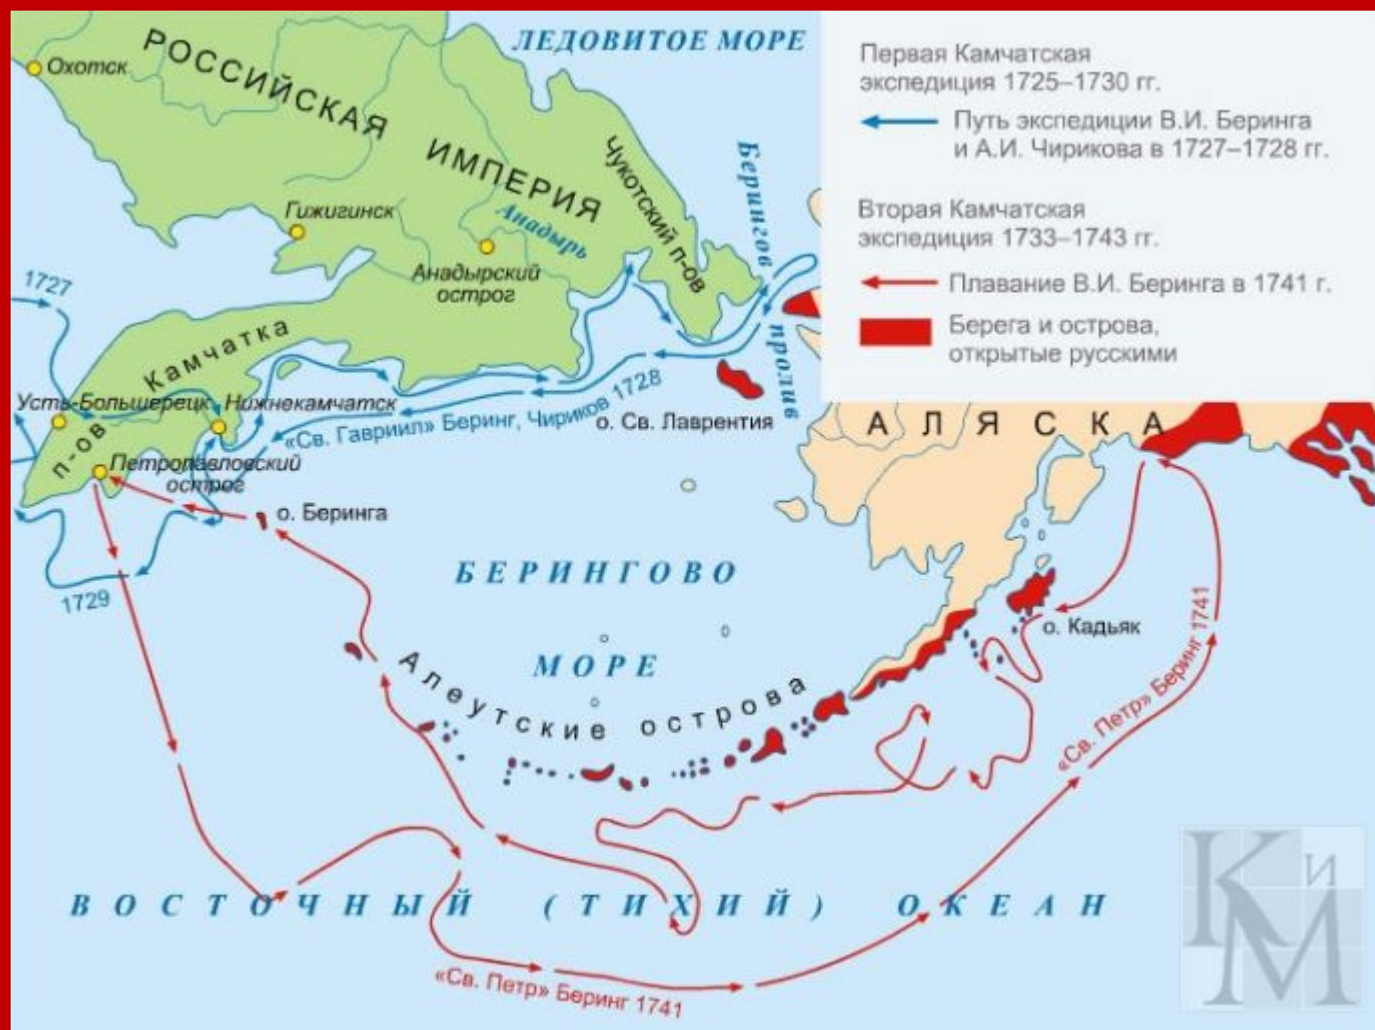 ЛЕДОВИТОЕ МОРЕ
Охотск
РОССИЙСКАЯ ИМПЕРИЯ
Чукотский п-ов
Берингов пролив
Гижигинск
Анадырь
Анадырский
острог
1727
п-ов Камчатка
Усть-Большерецк
Нижнекамчатск
«Св. Гавриил» Беринг, Чириков 1728
о. Св. Лаврентия
Петропавловский
острог
о. Беринга
1729
АЛЯСКА
БЕРИНГОВО
МОРЕ
о. Кадьяк
Алеутские острова
«Св. Петр» Беринг 1741
ВОСТОЧНЫЙ (ТИХИЙ) ОКЕАН
«Св. Петр» Беринг 1741
Первая Камчатская
экспедиция 1725–1730 гг.
Путь экспедиции В.И. Беринга
и А.И. Чирикова в 1727–1728 гг.
Вторая Камчатская
экспедиция 1733–1743 гг.
Плавание В.И. Беринга в 1741 г.
Берега и острова,
открытые русскими
К и
М